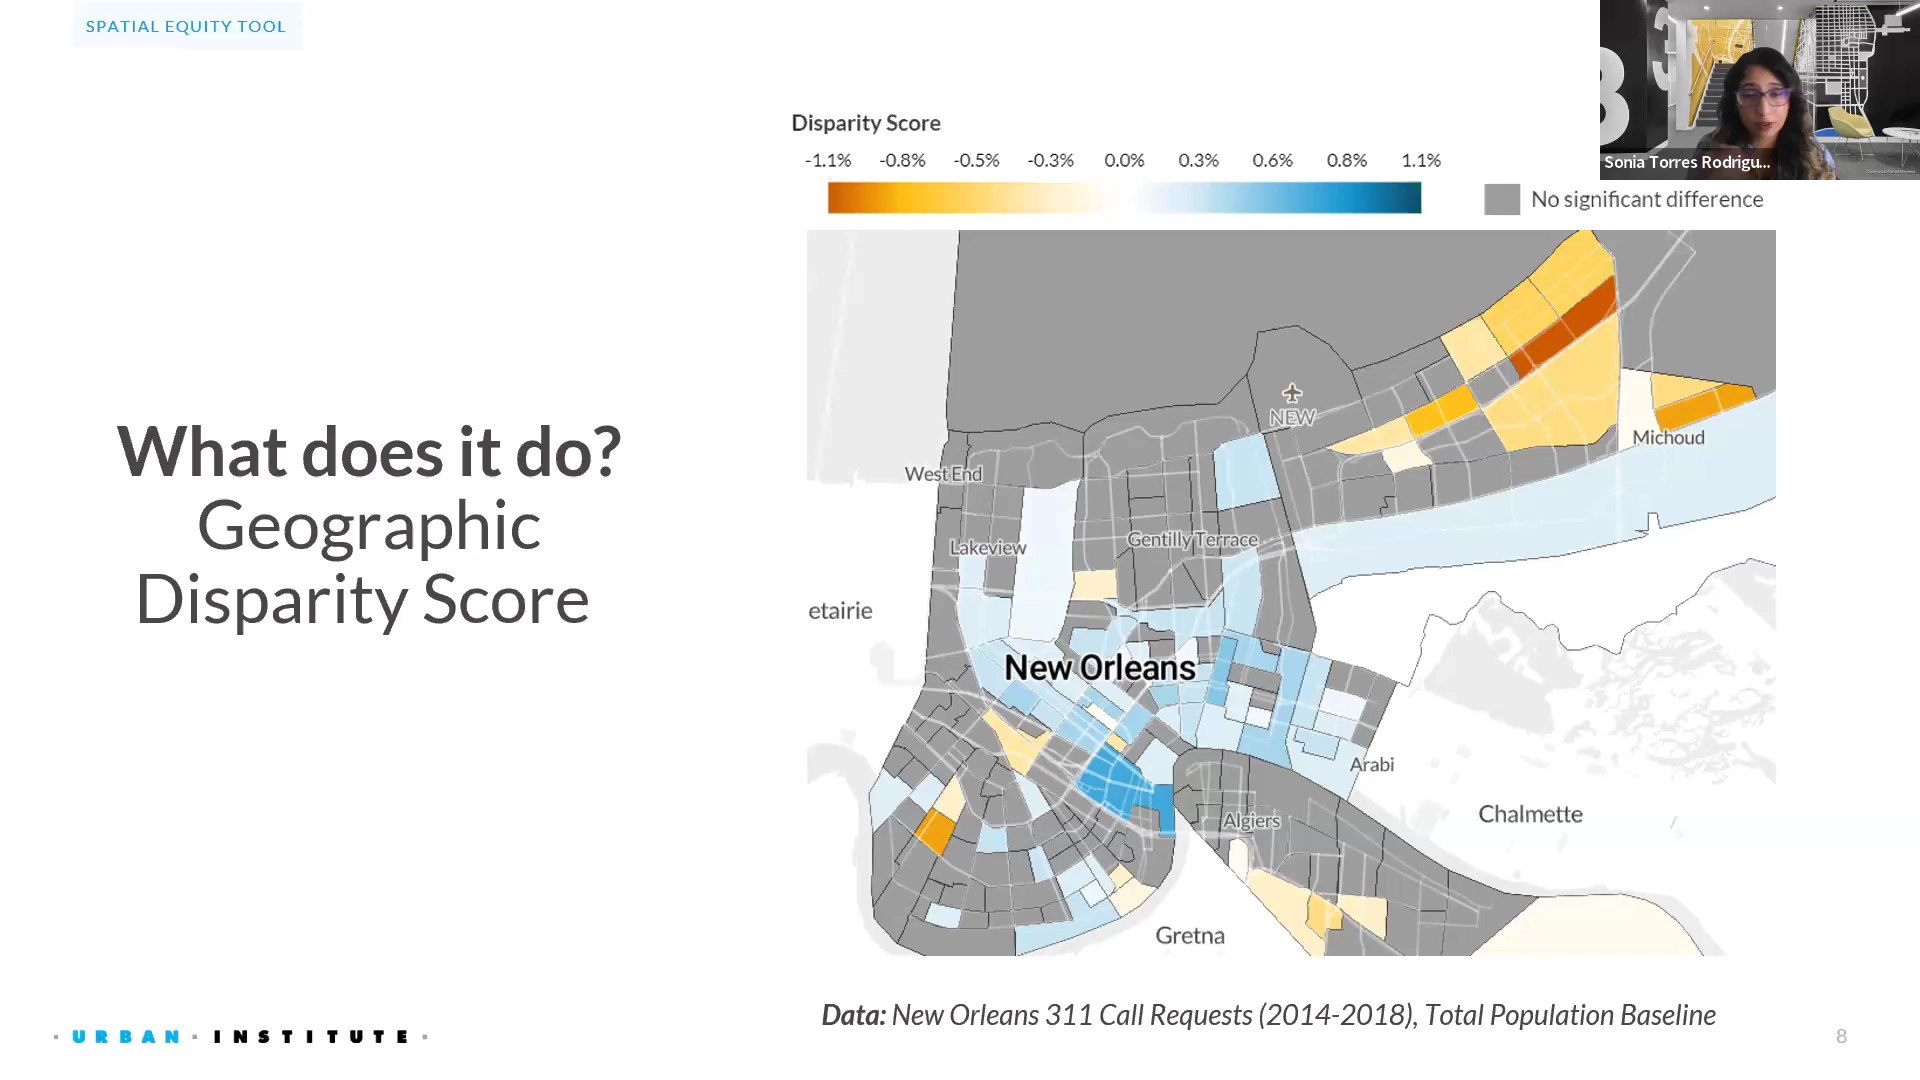 SPATIAL EQUITY TOOL
Sonia Torres Rodrigu...
Disparity Score
-1.1% -0.8% -0.5% -0.3% 0.0% 0.3% 0.6% 0.8% 1.1%
No significant difference
NEW
Michoud
West End
Gentilly Terrace
Lakeview
etairie
New Orleans
Arabi
Chalmette
Algiers
Gretna
What does it do?
Geographic
Disparity Score
Data: New Orleans 311 Call Requests (2014-2018), Total Population Baseline
URBAN · INSTITUTE
8